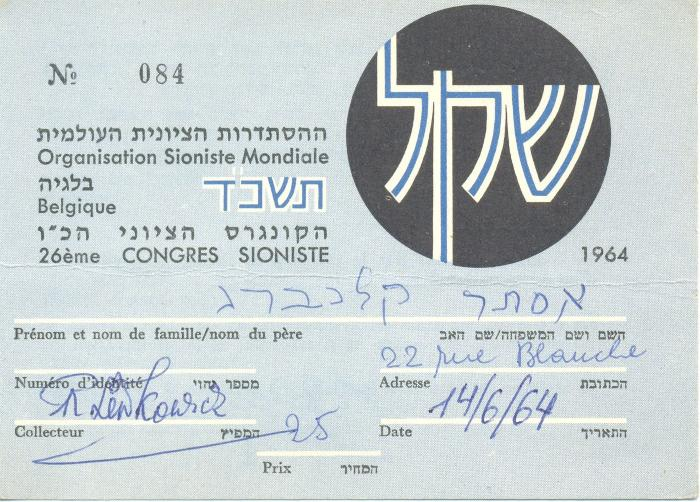 № 084
שקל
ההסתדרות הציונית העולמית
Organisation Sioniste Mondiale
בלגיה
Belgique
תשכ"ד
הקונגרס הציוני הכ"ו
26ème CONGRES SIONISTE
1964
אסתר קלכברג
Prénom et nom de famille/nom du père
השם ושם המשפחה/שם האב
22 rue Blanche
Numéro d'identité
מספר זהוי
Adresse
הכתובת
14/6/64
Collecteur
המפיץ
25
Date
התאריך
Prix
המחיר